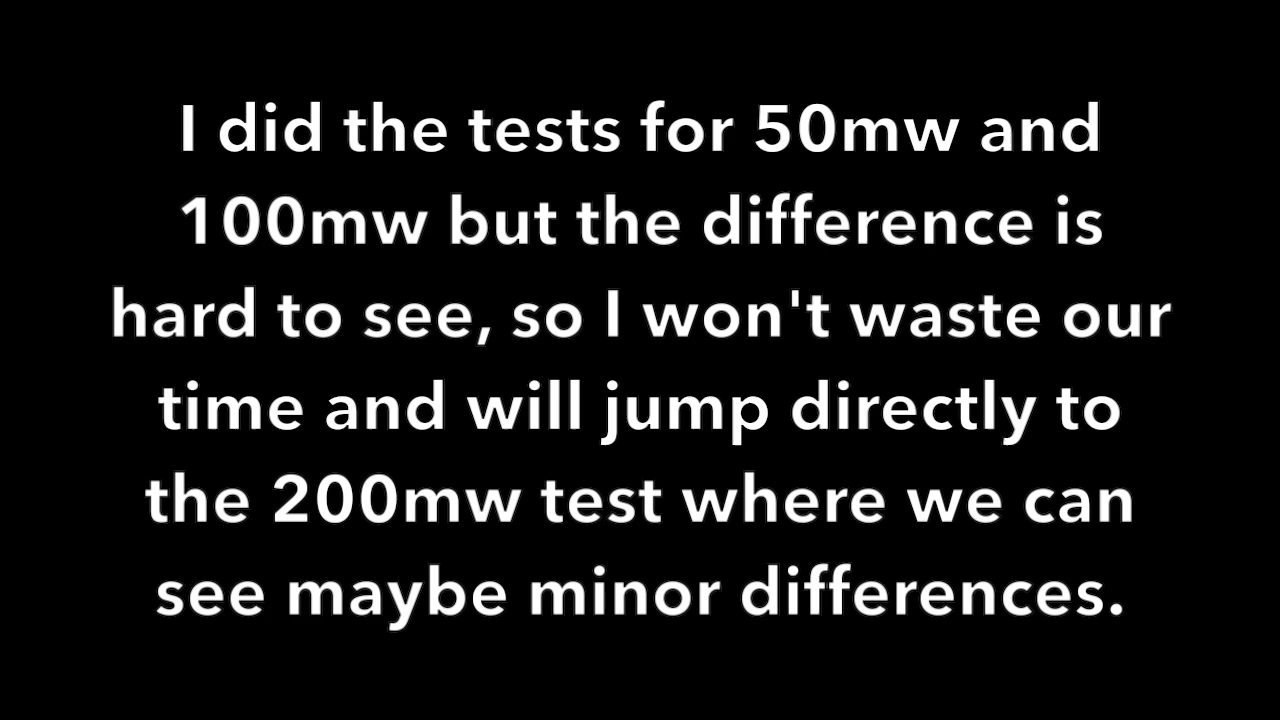 I did the tests for 50mw and
100mw but the difference is
hard to see, so I won't waste our
time and will jump directly to
the 200mw test where we can
see maybe minor differences.